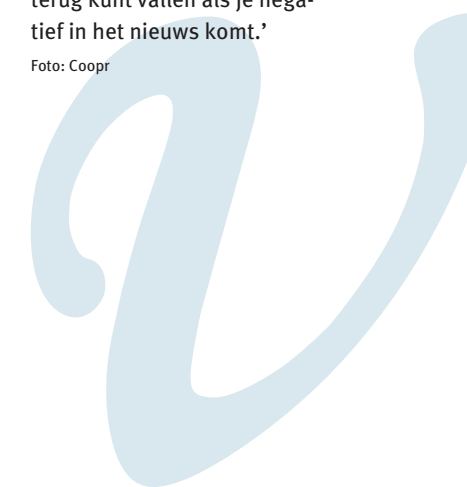 terug kunt vallen als je nega-
tief in het nieuws komt.’
Foto: Coopr